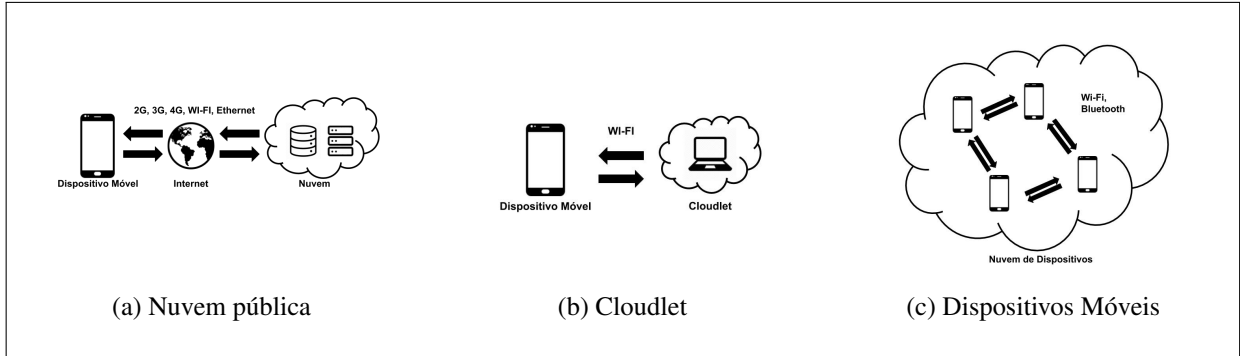 2G, 3G, 4G, WI-FI, Ethernet
Dispositivo Móvel
Internet
Nuvem
(a) Nuvem pública
WI-FI
Dispositivo Móvel
Cloudlet
(b) Cloudlet
Wi-Fi,
Bluetooth
Nuvem de Dispositivos
(c) Dispositivos Móveis